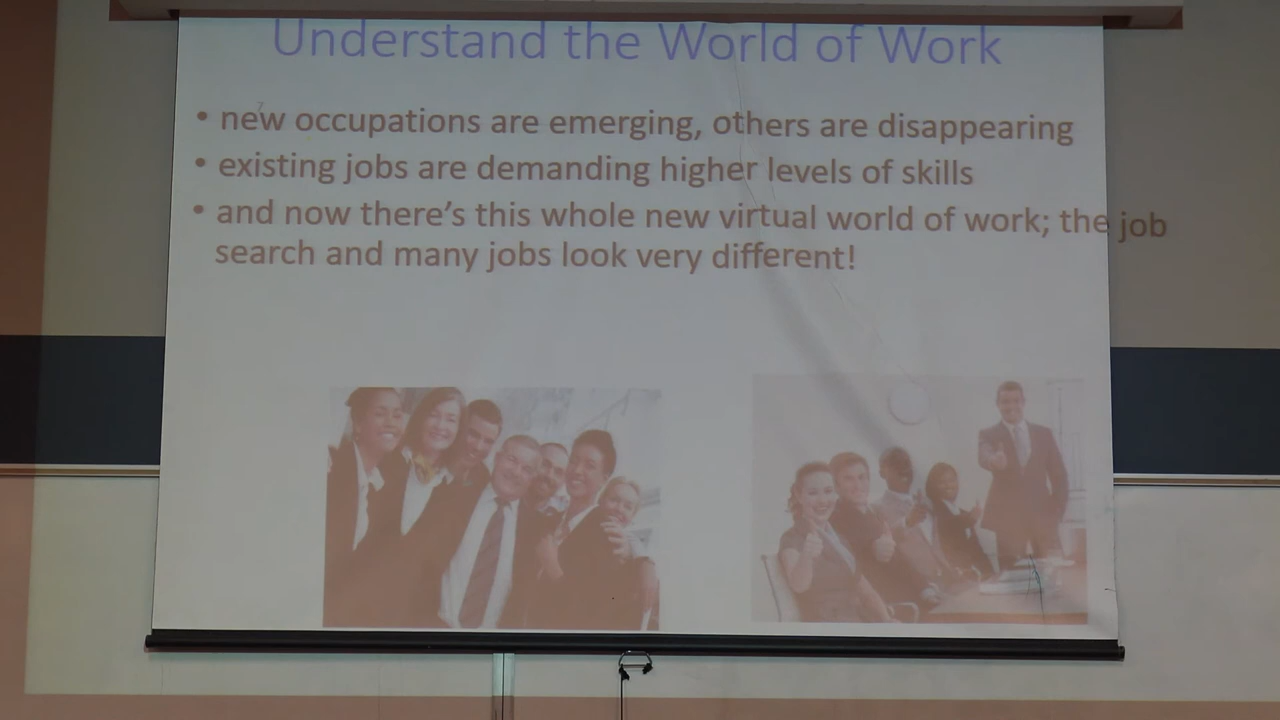 Understand the World of Work
• new occupations are emerging, others are disappearing
• existing jobs are demanding higher levels of skills
• and now there's this whole new virtual world of work; the job
search and many jobs look very different!